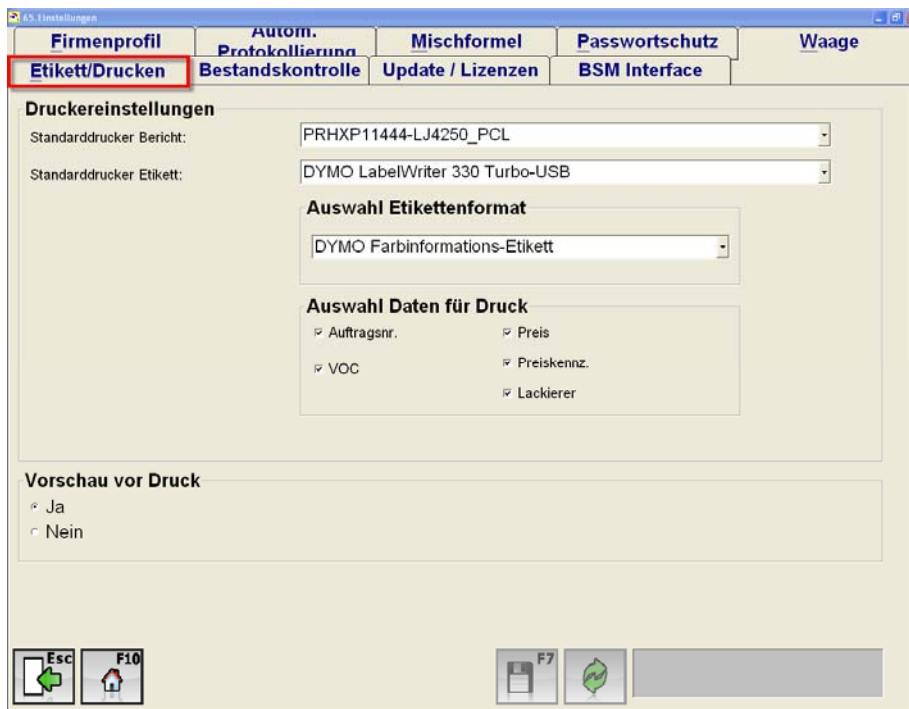 65. Einstellungen
Firmenprofil
Autom. Protokollierung
Mischformel
Passwortschutz
Waage
Etikett/Drucken
Bestandskontrolle
Update / Lizenzen
BSM Interface
Druckereinstellungen
Standarddrucker Bericht:
PRHXP11444-LJ4250_PCL
Standarddrucker Etikett:
DYMO LabelWriter 330 Turbo-USB
Auswahl Etikettenformat
DYMO Farbinformations-Etikett
Auswahl Daten für Druck
Auftragsnr.
Preis
VOC
Preiskennz.
Lackierer
Vorschau vor Druck
Ja
Nein
Esc
F10
F7